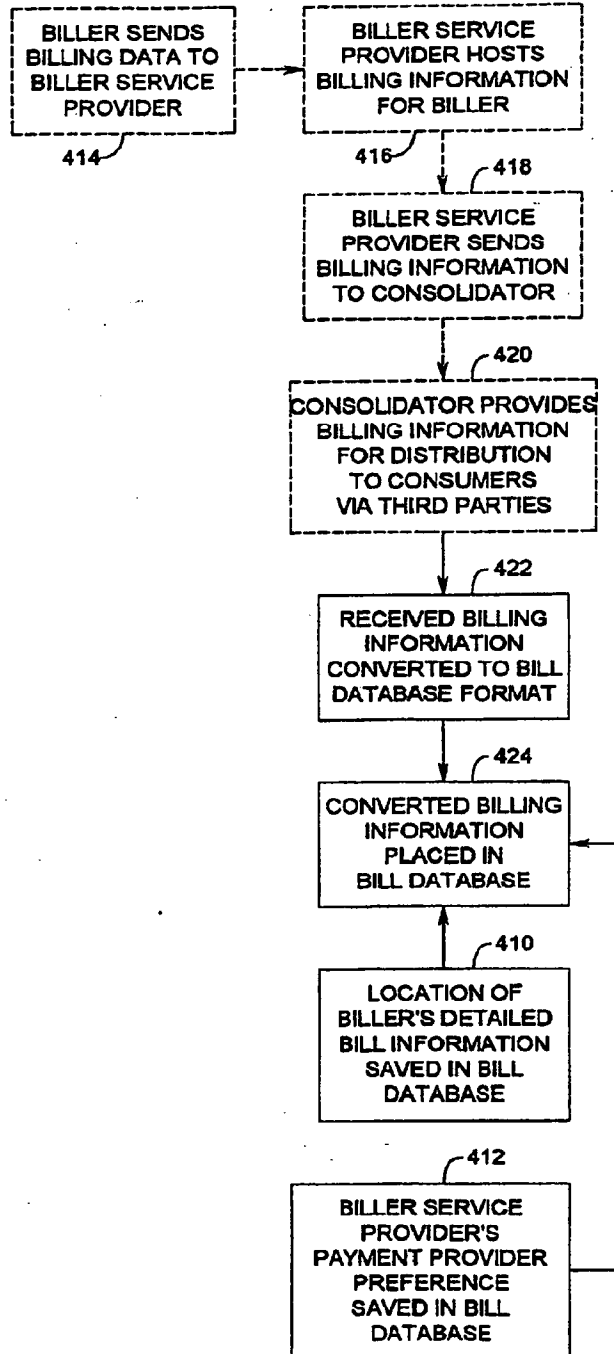 BILLER SENDS
BILLING DATA TO
BILLER SERVICE
PROVIDER
414
BILLER SERVICE
PROVIDER HOSTS
BILLING INFORMATION
FOR BILLER
416
418
BILLER SERVICE
PROVIDER SENDS
BILLING INFORMATION
TO CONSOLIDATOR
420
CONSOLIDATOR PROVIDES
BILLING INFORMATION
FOR DISTRIBUTION
TO CONSUMERS
VIA THIRD PARTIES
422
RECEIVED BILLING
INFORMATION
CONVERTED TO BILL
DATABASE FORMAT
424
CONVERTED BILLING
INFORMATION
PLACED IN
BILL DATABASE
410
LOCATION OF
BILLER'S DETAILED
BILL INFORMATION
SAVED IN BILL
DATABASE
412
BILLER SERVICE
PROVIDER'S
PAYMENT PROVIDER
PREFERENCE
SAVED IN BILL
DATABASE